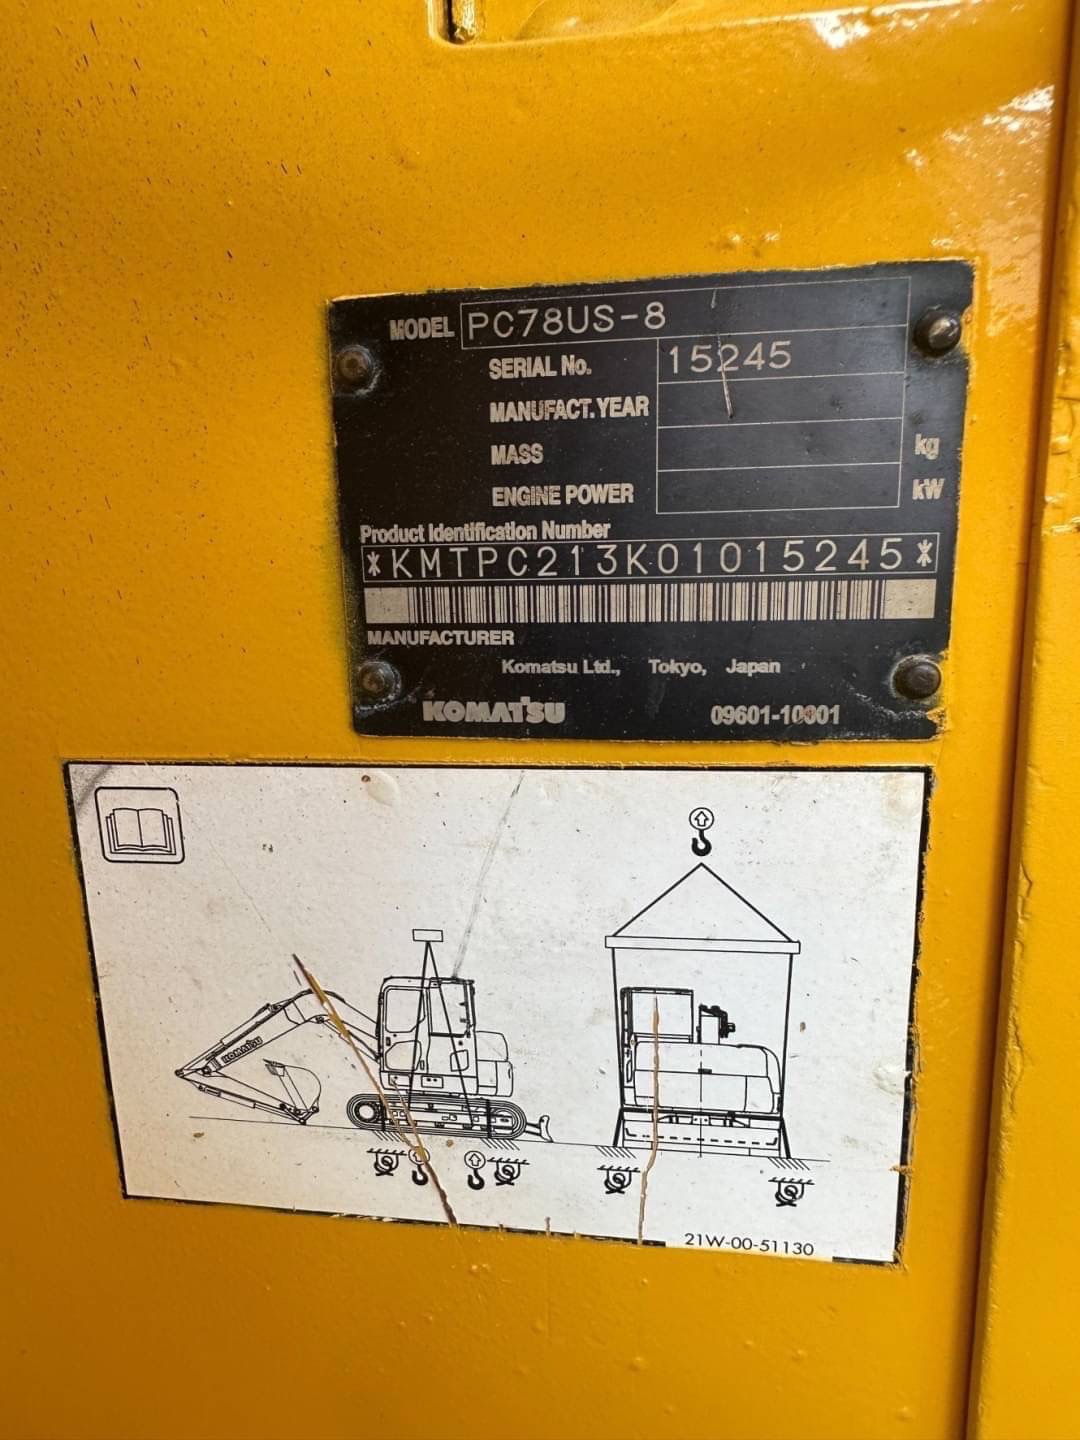 MODEL PC78US-8
SERIAL No. 15245
MANUFACT.YEAR
MASS kg
ENGINE POWER kW
Product Identification Number
*KMTPC213K01015245*
MANUFACTURER
Komatsu Ltd., Tokyo, Japan
KOMATSU 09601-10001
KOMATSU
21W-00-51130